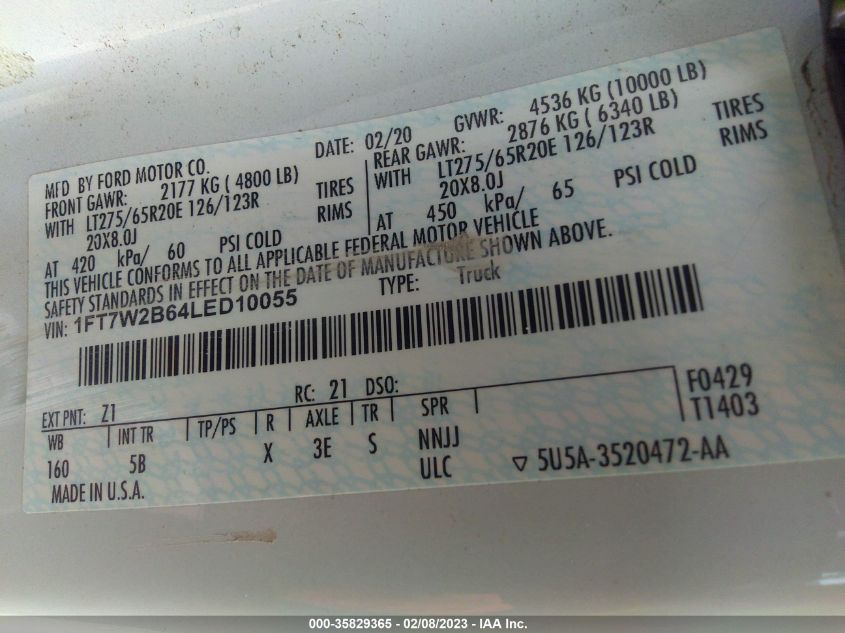 MFD BY FORD MOTOR CO.
DATE: 02/20
GVWR: 4536 KG (10000 LB)
FRONT GAWR: 2177 KG ( 4800 LB)
WITH LT275/65R20E 126/123R TIRES
20X8.0J RIMS
AT 420 kPa/ 60 PSI COLD
REAR GAWR: 2876 KG ( 6340 LB)
WITH LT275/65R20E 126/123R TIRES
20X8.0J RIMS
AT 450 kPa/ 65 PSI COLD
THIS VEHICLE CONFORMS TO ALL APPLICABLE FEDERAL MOTOR VEHICLE
SAFETY STANDARDS IN EFFECT ON THE DATE OF MANUFACTURE SHOWN ABOVE.
VIN: 1FT7W2B64LED10055
TYPE: Truck
EXT PNT: Z1 RC: 21 DSO:
WB INT TR TP/PS R AXLE TR SPR
160 5B X 3E S NNJJ
ULC
F0429
T1403
MADE IN U.S.A.
▽ 5U5A-3520472-AA
000-35829365 - 02/08/2023 - IAA Inc.